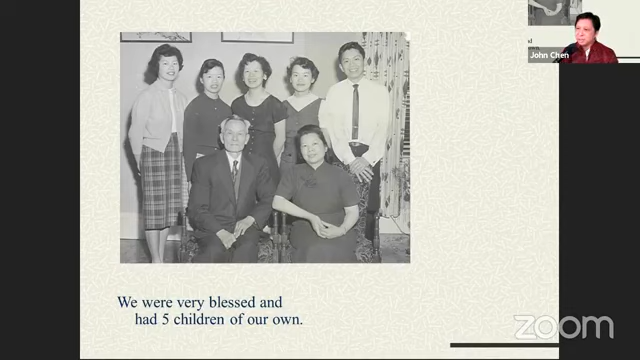 John Chen
We were very blessed and
had 5 children of our own.
zoom